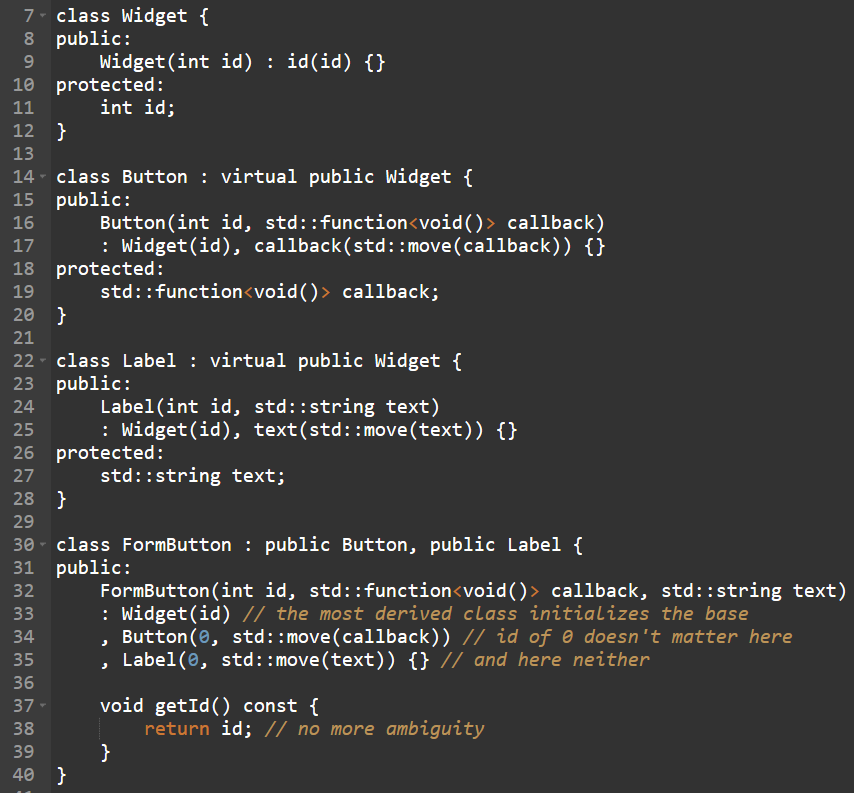 7 class Widget {
8 public:
9     Widget(int id) : id(id) {}
10 protected:
11     int id;
12 }
13
14 class Button : virtual public Widget {
15 public:
16     Button(int id, std::function<void()> callback)
17     : Widget(id), callback(std::move(callback)) {}
18 protected:
19     std::function<void()> callback;
20 }
21
22 class Label : virtual public Widget {
23 public:
24     Label(int id, std::string text)
25     : Widget(id), text(std::move(text)) {}
26 protected:
27     std::string text;
28 }
29
30 class FormButton : public Button, public Label {
31 public:
32     FormButton(int id, std::function<void()> callback, std::string text)
33     : Widget(id) // the most derived class initializes the base
34     , Button(0, std::move(callback)) // id of 0 doesn't matter here
35     , Label(0, std::move(text)) {} // and here neither
36
37     void getId() const {
38         return id; // no more ambiguity
39     }
40 }